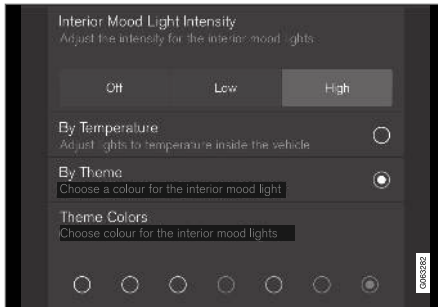 Interior Mood Light Intensity
Adjust the intensity for the interior mood lights
Off Low High
By Temperature
Adjust lights to temperature inside the vehicle
By Theme
Choose a colour for the interior mood light
Theme Colors
Choose colour for the interior mood lights
G063282